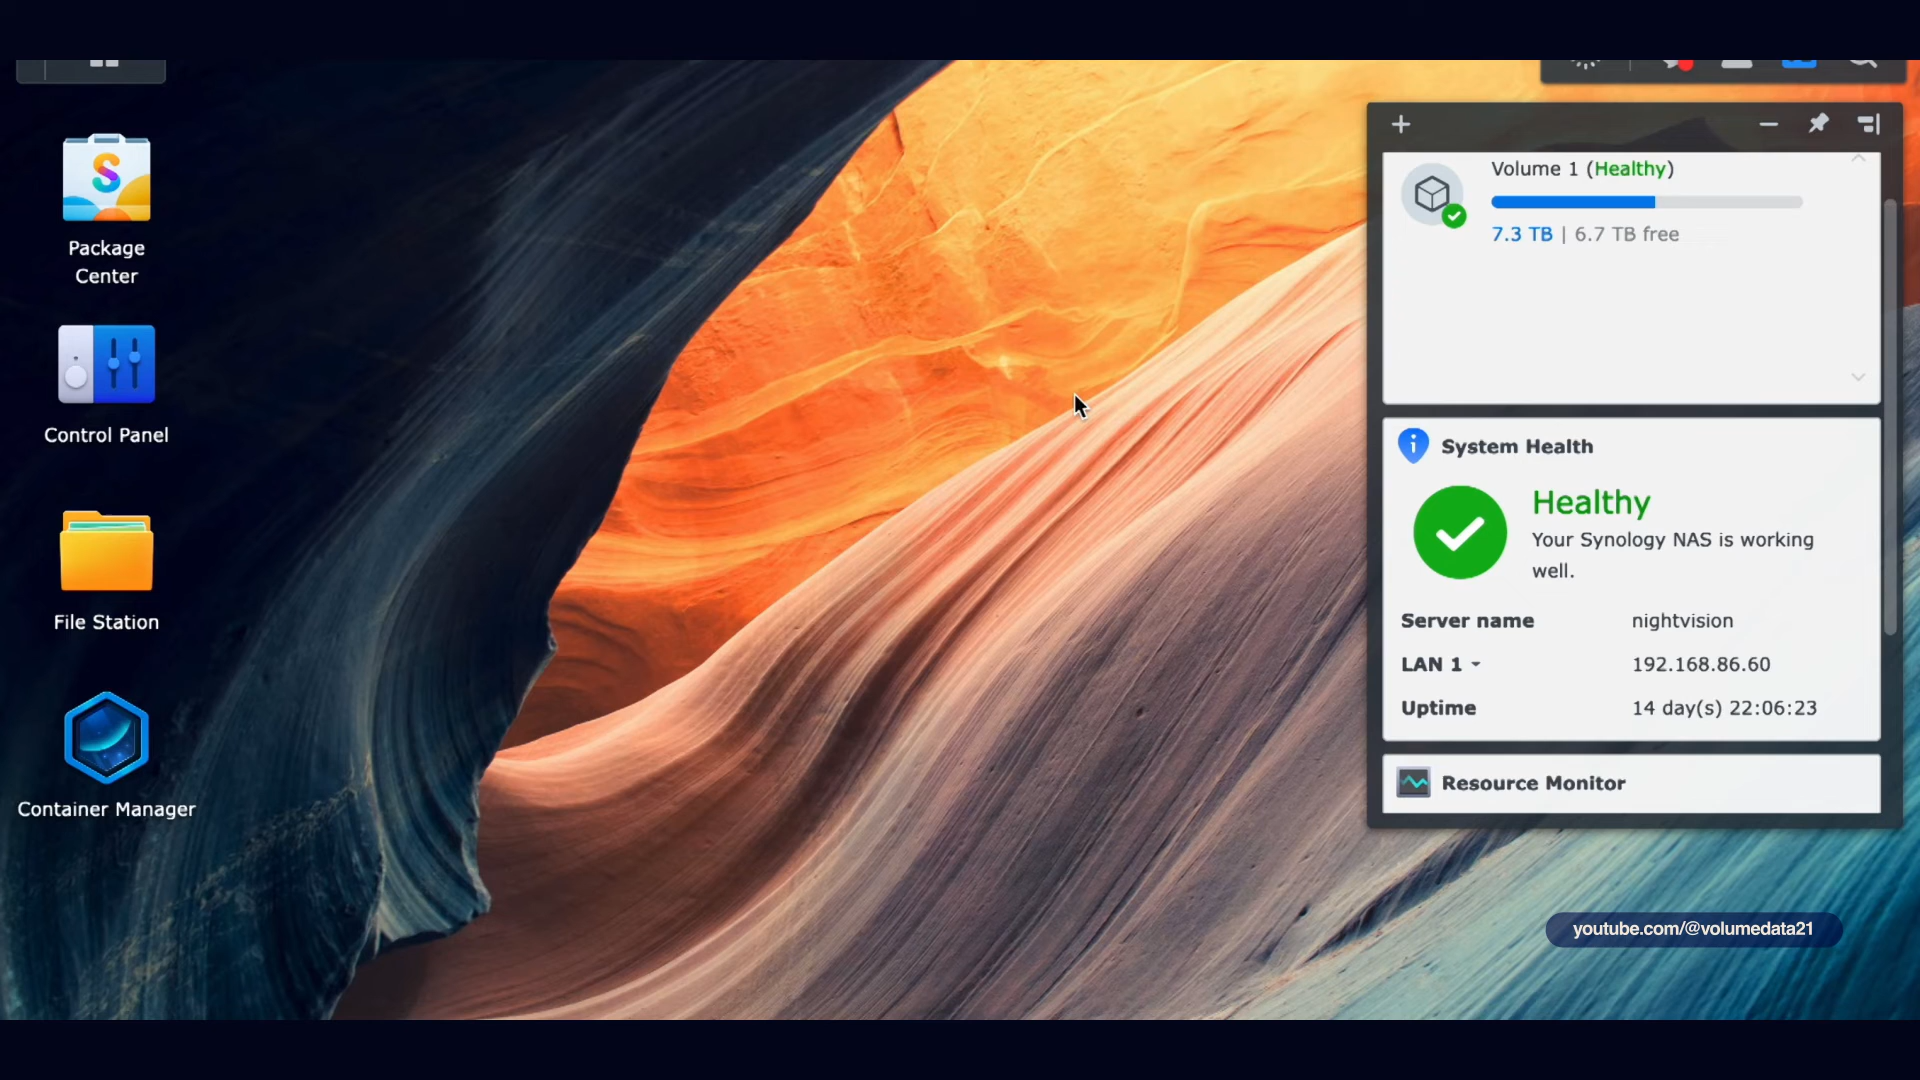 Package
Center
Control Panel
File Station
Container Manager
Volume 1 (Healthy)
7.3 TB | 6.7 TB free
System Health
Healthy
Your Synology NAS is working
well.
Server name nightvision
LAN 1 192.168.86.60
Uptime 14 day(s) 22:06:23
Resource Monitor
youtube.com/@volumedata21